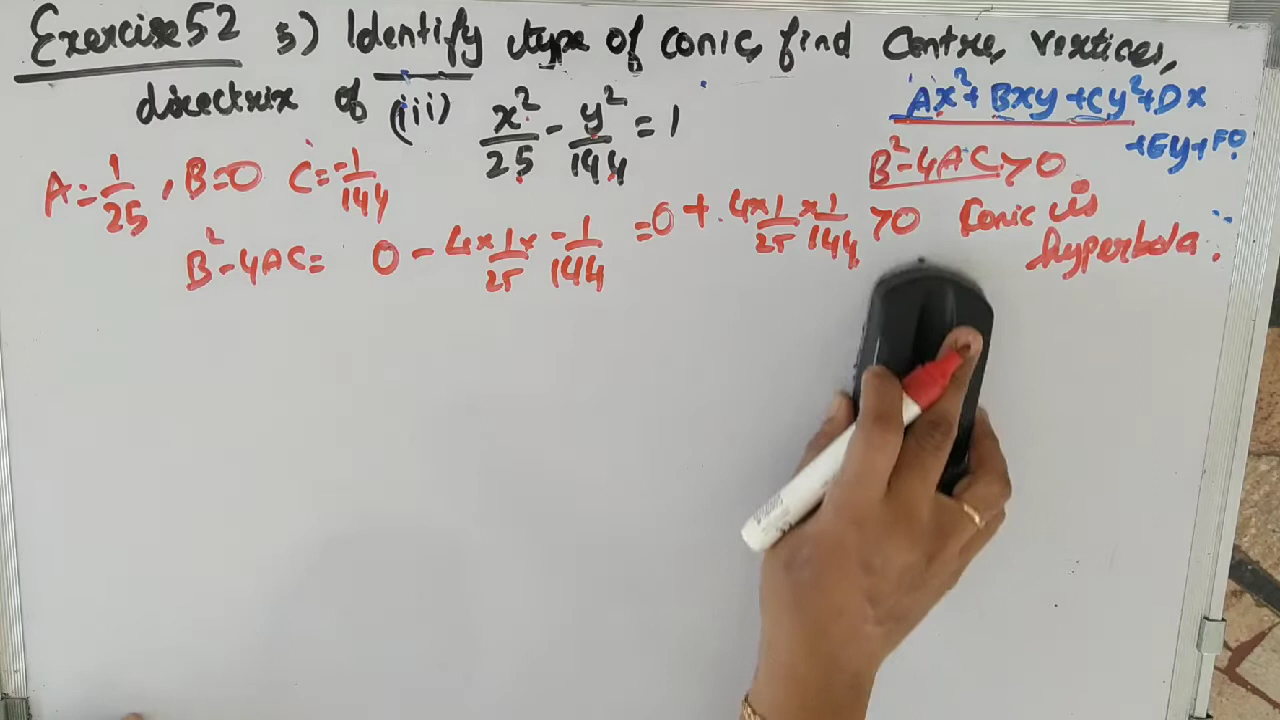 Exercise 52 5) Identify type of conic, find Centre, vertices,
directrix of (iii) x²/25 - y²/144 = 1
Ax² + Bxy + Cy² + Dx
+Ey+F0
A = 1/25, B=0 C = -1/144
B²-4AC>0
B²-4AC = 0 - 4×1/25× -1/144 = 0 + 4×1/25×1/144 >0 Conic is
hyperbola